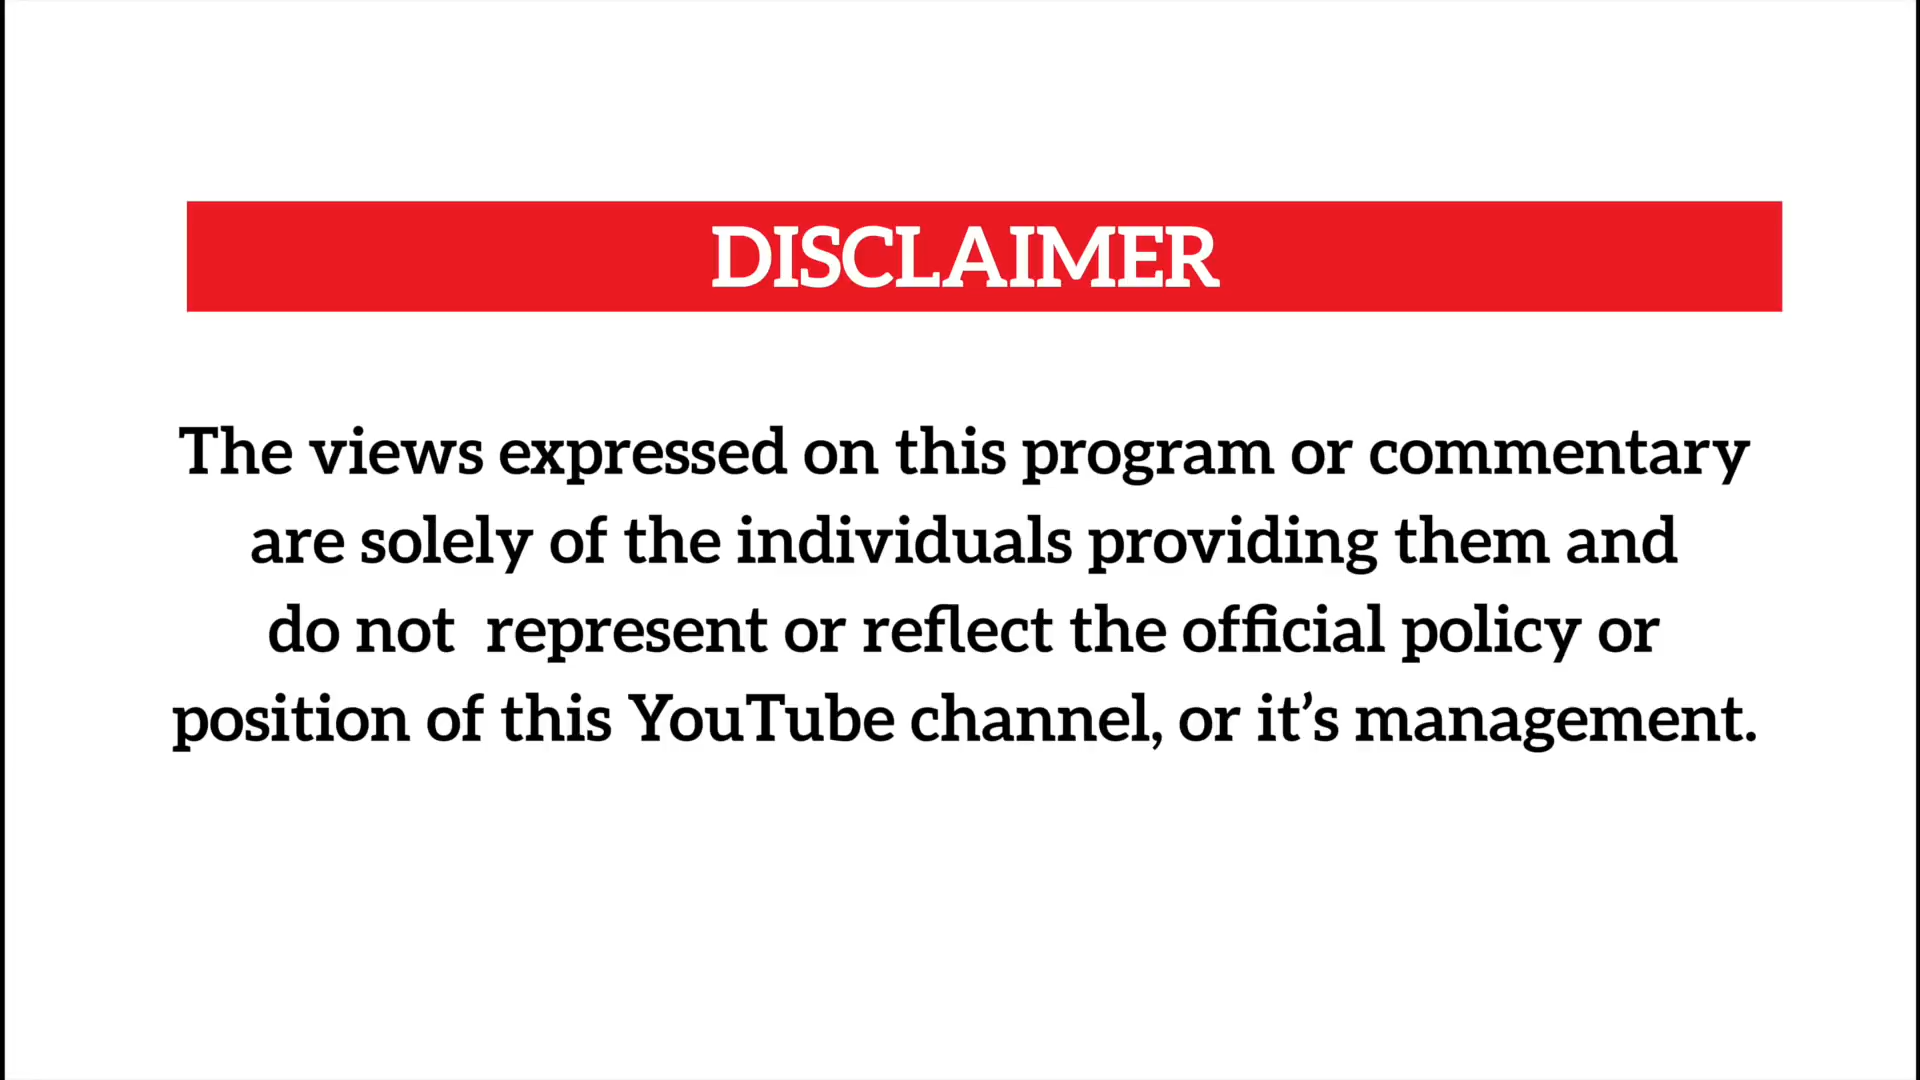 DISCLAIMER
The views expressed on this program or commentary
are solely of the individuals providing them and
do not  represent or reflect the official policy or
position of this YouTube channel, or it’s management.